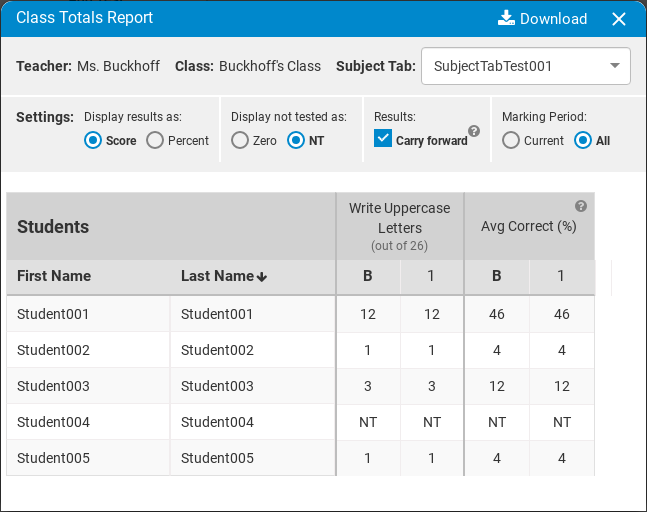 Class Totals Report Download
Teacher: Ms. Buckhoff Class: Buckhoff's Class Subject Tab: SubjectTabTest001
Settings: Display results as: Display not tested as: Results: Marking Period:
Score Percent Zero NT Carry forward ? Current All
Students Write Uppercase Letters (out of 26) Avg Correct (%) ?
First Name Last Name B 1 B 1
Student001 Student001 12 12 46 46
Student002 Student002 1 1 4 4
Student003 Student003 3 3 12 12
Student004 Student004 NT NT NT NT
Student005 Student005 1 1 4 4